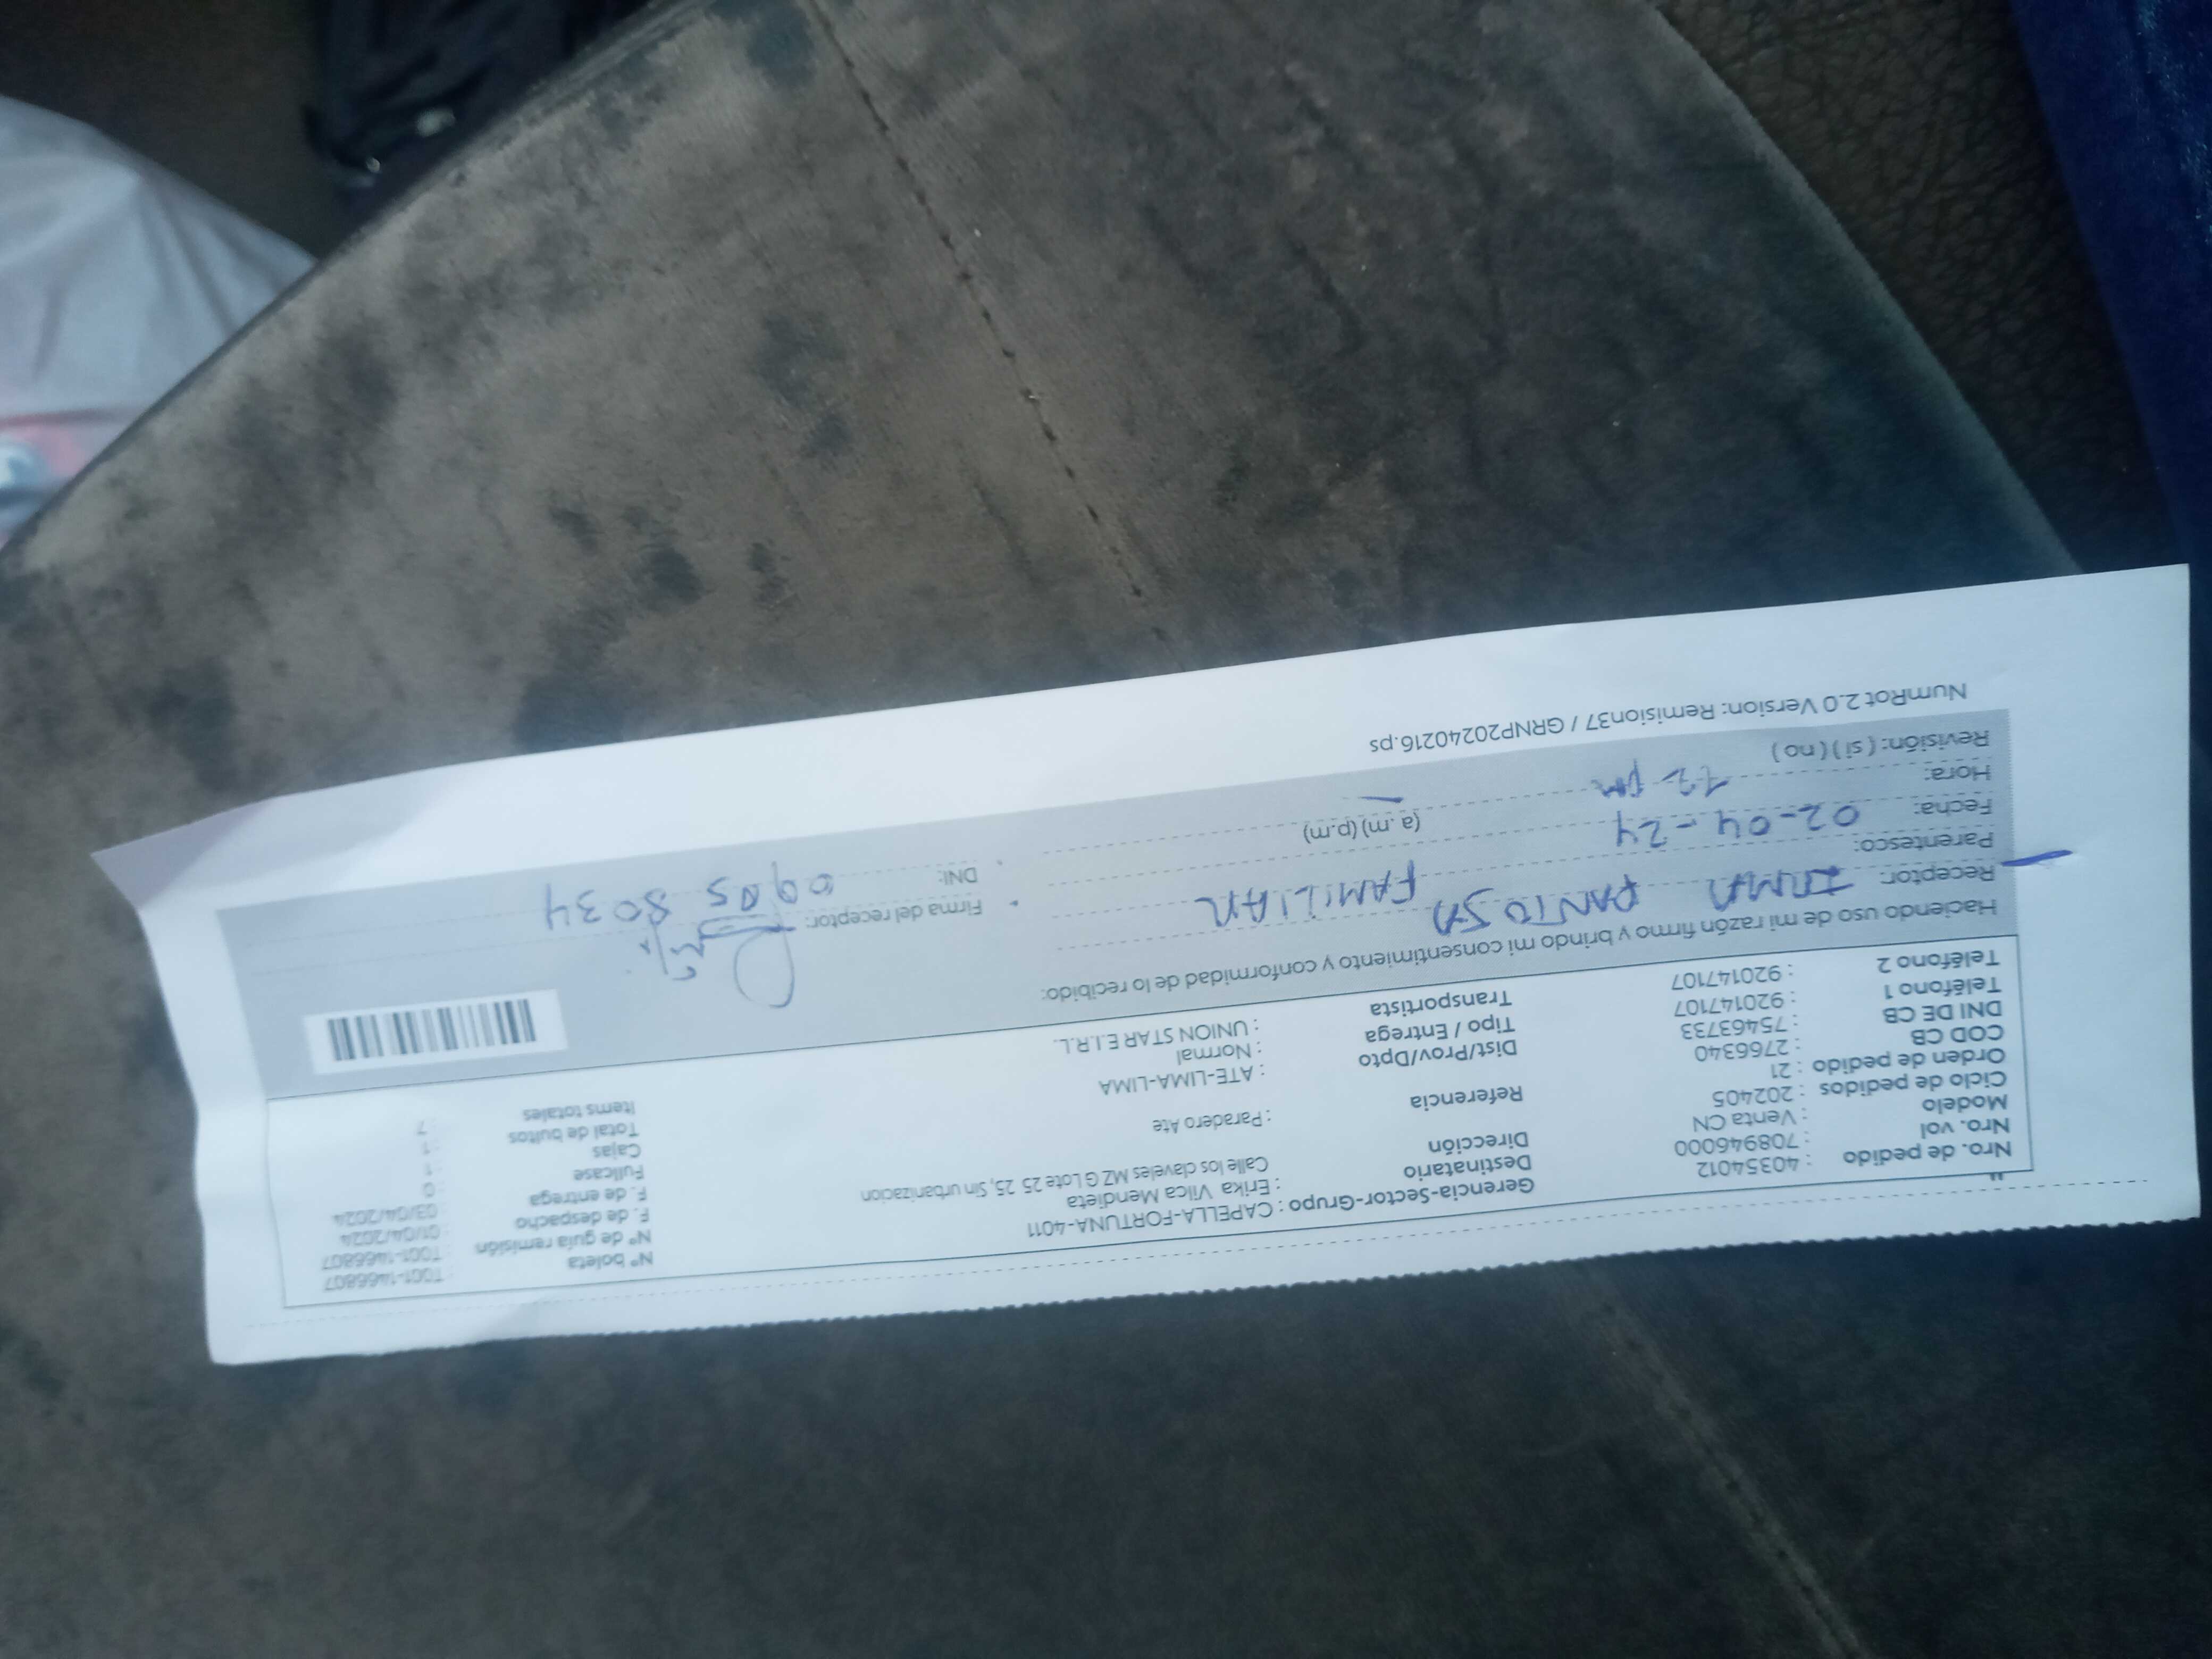 Nro. de pedido : 40354012
Nro. vol : 708946000
Modelo : Venta CN
Ciclo de pedidos : 202405
Orden de pedido : 21
COD CB : 2766340
DNI DE CB : 75463733
Teléfono 1 : 920147107
Teléfono 2 : 920147107
Gerencia-Sector-Grupo : CAPELLA-FORTUNA-4011
Destinatario : Erika Vilca Mendieta
Dirección Calle los claveles MZ G Lote 25 25, Sin urbanizacion
Referencia : Paradero Ate
Dist/Prov/Dpto : ATE-LIMA-LIMA
Tipo / Entrega : Normal
Transportista : UNION STAR E.I.R.L.
N° boleta : T001-1466807
N° de guía remisión : T001-1466807
F. de despacho : 01/04/2024
F. de entrega : 03/04/2024
Fullcase : 0
Cajas : 1
Total de bultos : 1
Items totales : 7
Haciendo uso de mi razón firmo y brindo mi consentimiento y conformidad de lo recibido:
Receptor: PANTOSA
Parentesco: FAMILIAR
Fecha: 02-04-24
Hora: 12 pm (a.m) (p.m)
Revisión: ( si ) ( no )
Firma del receptor:
DNI:
NumRot 2.0 Version: Remision37 / GRNP20240216.ps